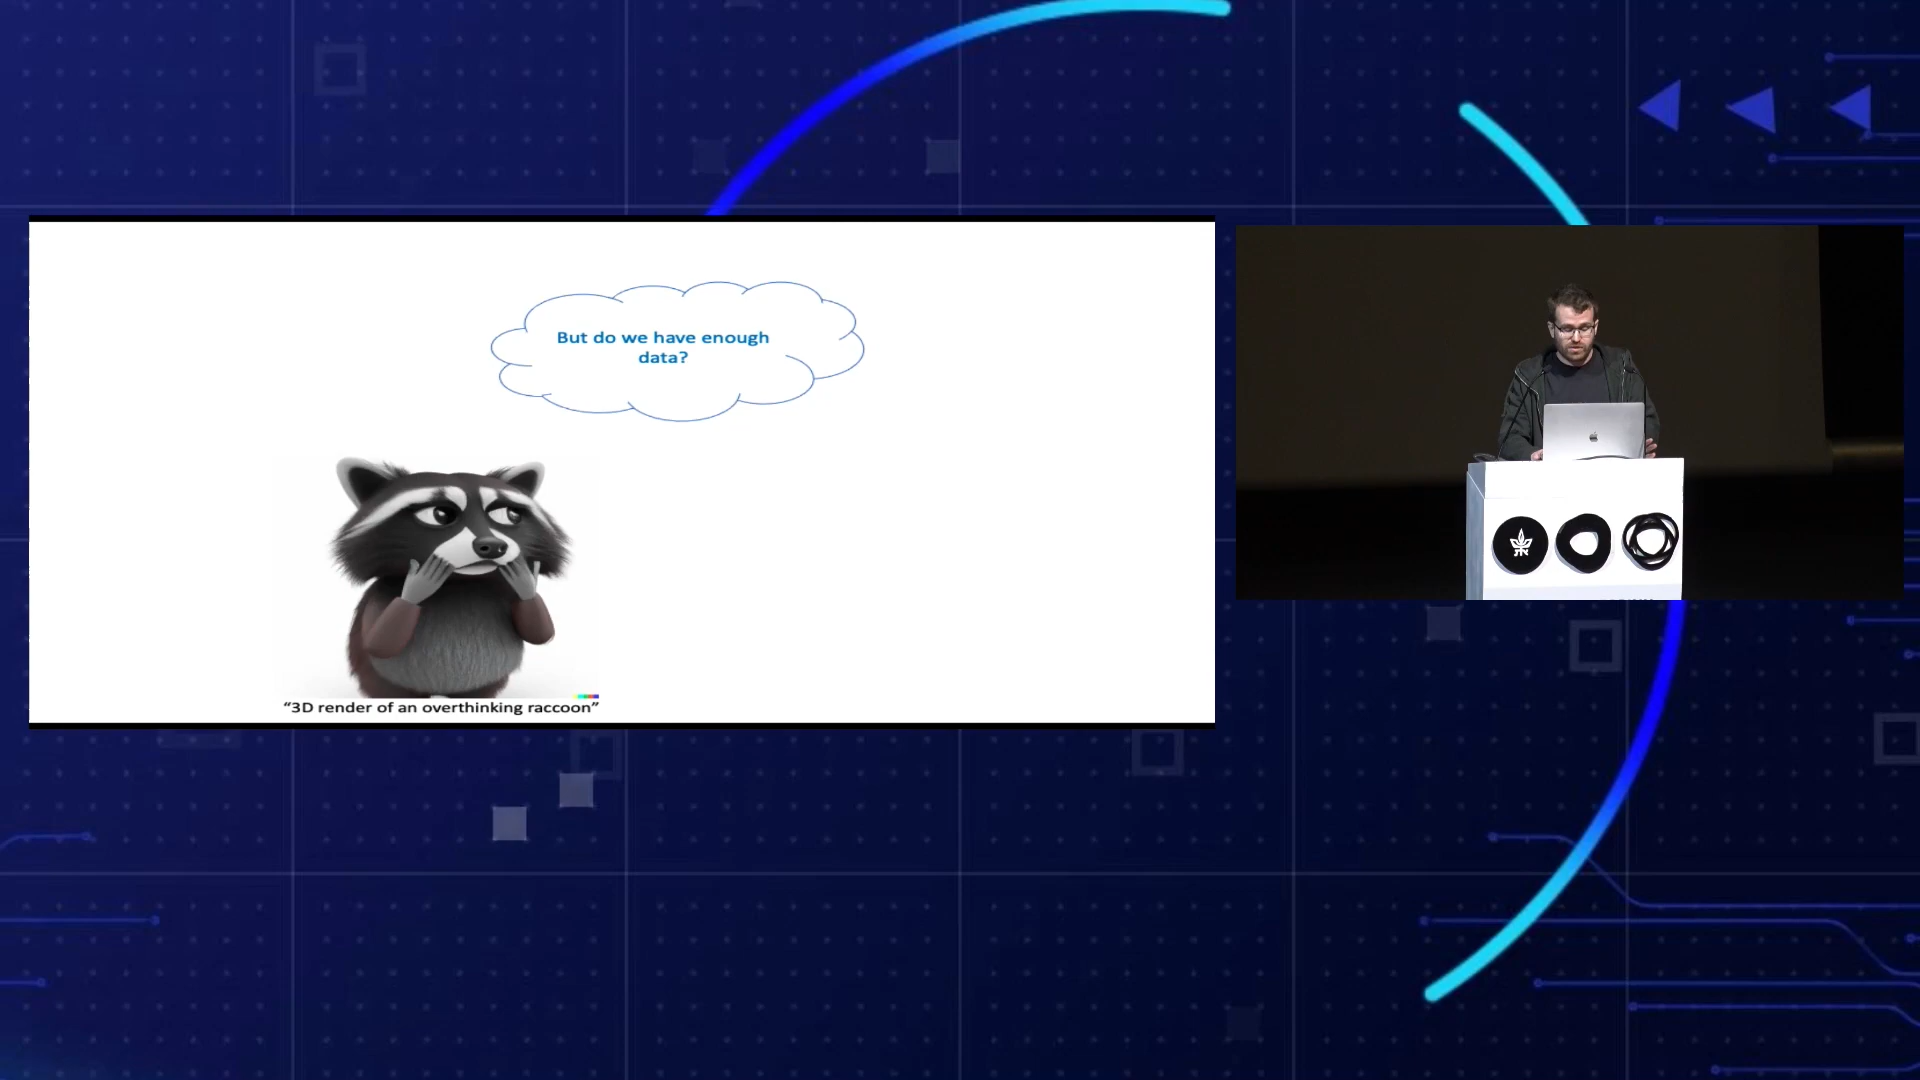 But do we have enough
data?
“3D render of an overthinking raccoon”